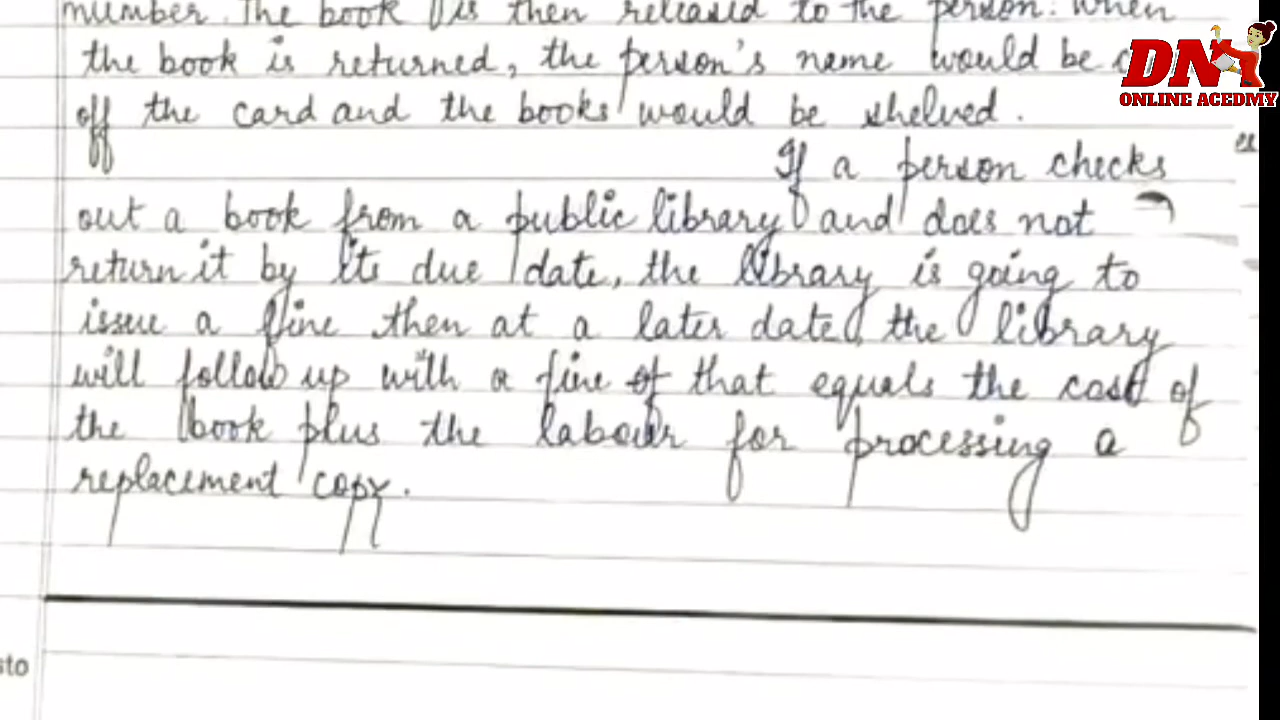 number. The book is then released to the person. When
the book is returned, the person's name would be
off the card and the books would be shelved.
If a person checks
out a book from a public library and does not
return it by its due date, the library is going to
issue a fine then at a later date, the library
will follow up with a fine of that equals the cost of
the book plus the labour for processing a
replacement copy.
sto
DN
ONLINE ACEDMY